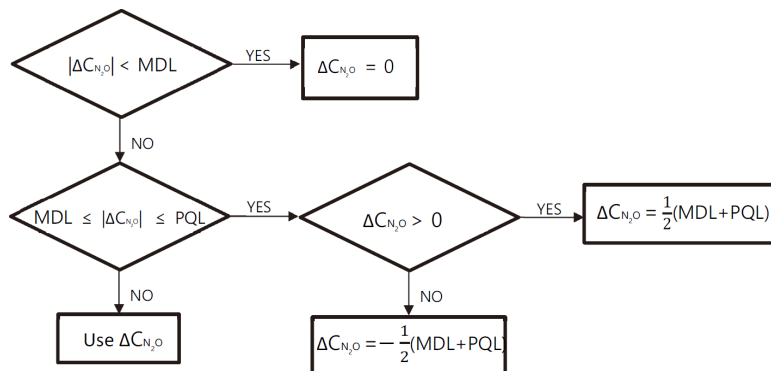 |ΔC_N₂O| < MDL
YES
ΔC_N₂O = 0
NO
MDL ≤ |ΔC_N₂O| ≤ PQL
YES
ΔC_N₂O > 0
YES
ΔC_N₂O = 1/2(MDL+PQL)
NO
Use ΔC_N₂O
NO
ΔC_N₂O = − 1/2(MDL+PQL)